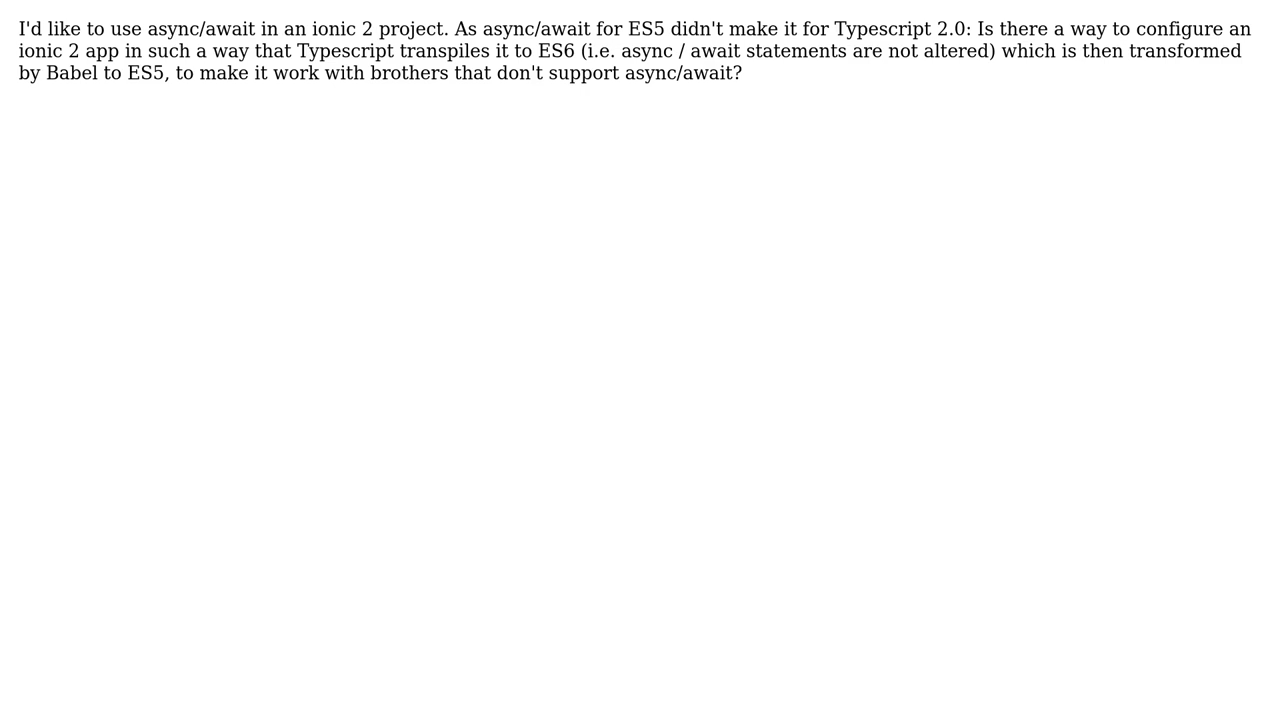 I'd like to use async/await in an ionic 2 project. As async/await for ES5 didn't make it for Typescript 2.0: Is there a way to configure an
ionic 2 app in such a way that Typescript transpiles it to ES6 (i.e. async / await statements are not altered) which is then transformed
by Babel to ES5, to make it work with brothers that don't support async/await?